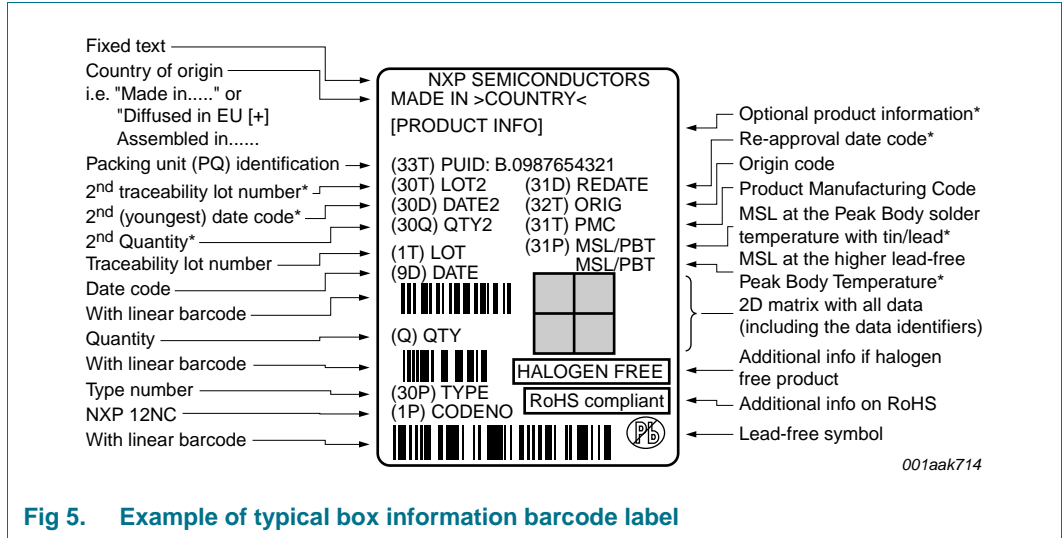 Fixed text
Country of origin
i.e. "Made in....." or
"Diffused in EU [+]
Assembled in......
Packing unit (PQ) identification
2nd traceability lot number*
2nd (youngest) date code*
2nd Quantity*
Traceability lot number
Date code
With linear barcode
Quantity
With linear barcode
Type number
NXP 12NC
With linear barcode
NXP SEMICONDUCTORS
MADE IN >COUNTRY<
[PRODUCT INFO]
(33T) PUID: B.0987654321
(30T) LOT2 (31D) REDATE
(30D) DATE2 (32T) ORIG
(30Q) QTY2 (31T) PMC
(31P) MSL/PBT
(1T) LOT MSL/PBT
(9D) DATE
(Q) QTY
HALOGEN FREE
(30P) TYPE
RoHS compliant
(1P) CODENO
Pb
Optional product information*
Re-approval date code*
Origin code
Product Manufacturing Code
MSL at the Peak Body solder
temperature with tin/lead*
MSL at the higher lead-free
Peak Body Temperature*
2D matrix with all data
(including the data identifiers)
Additional info if halogen
free product
Additional info on RoHS
Lead-free symbol
001aak714
Fig 5. Example of typical box information barcode label